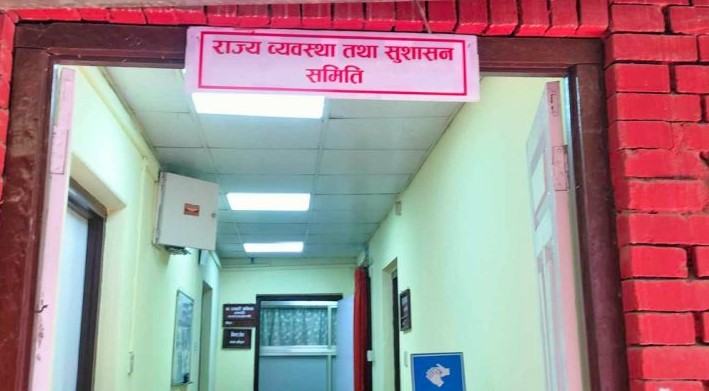 राज्य व्यवस्था तथा सुशासन
समिति